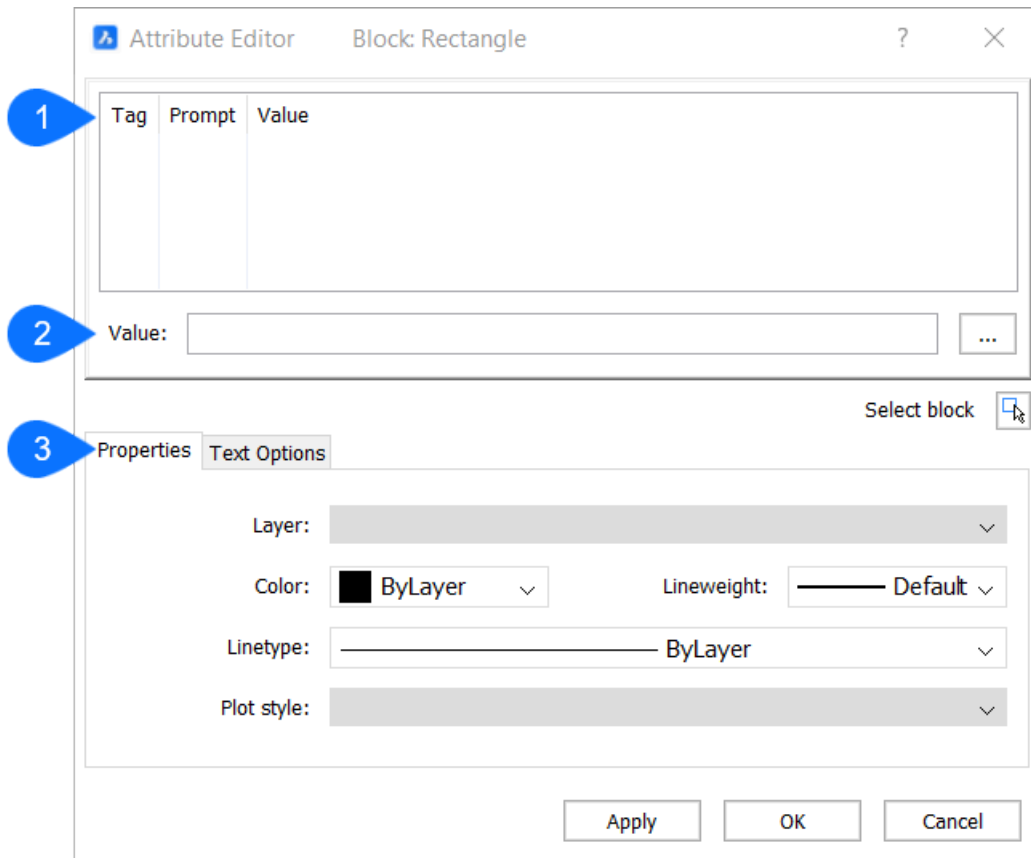 Attribute Editor Block: Rectangle ?
1 Tag Prompt Value
2 Value: ...
Select block
3 Properties Text Options
Layer:
Color: ByLayer Lineweight: Default
Linetype: ByLayer
Plot style:
Apply OK Cancel